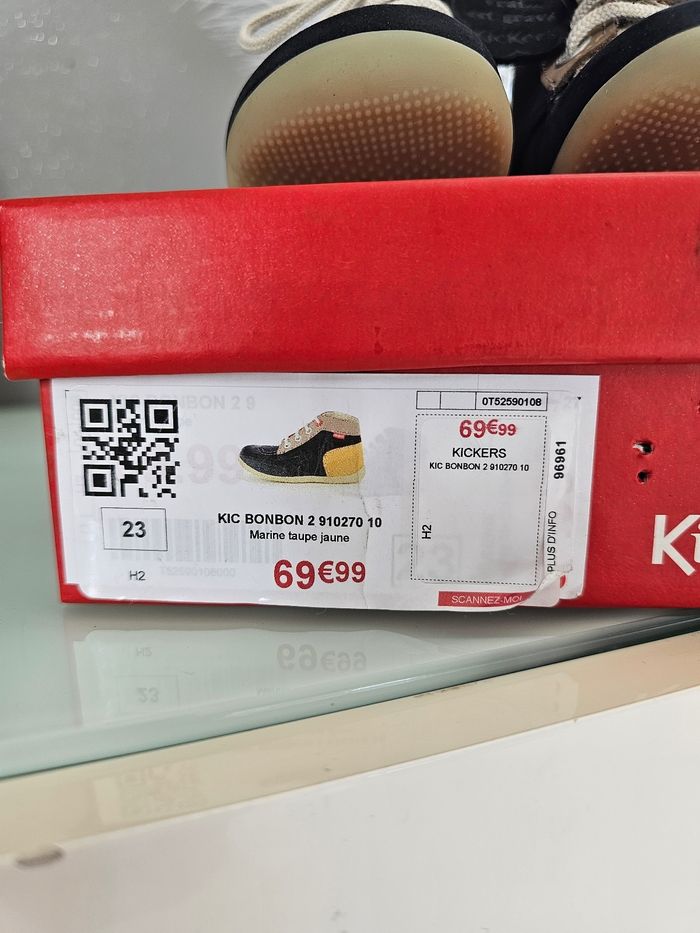 KIC BONBON 2 910270 10
Marine taupe jaune
69€99
23
H2
0T52590108
69€99
KICKERS
KIC BONBON 2 910270 10
H2
96961
PLUS D'INFO
SCANNEZ-MOI